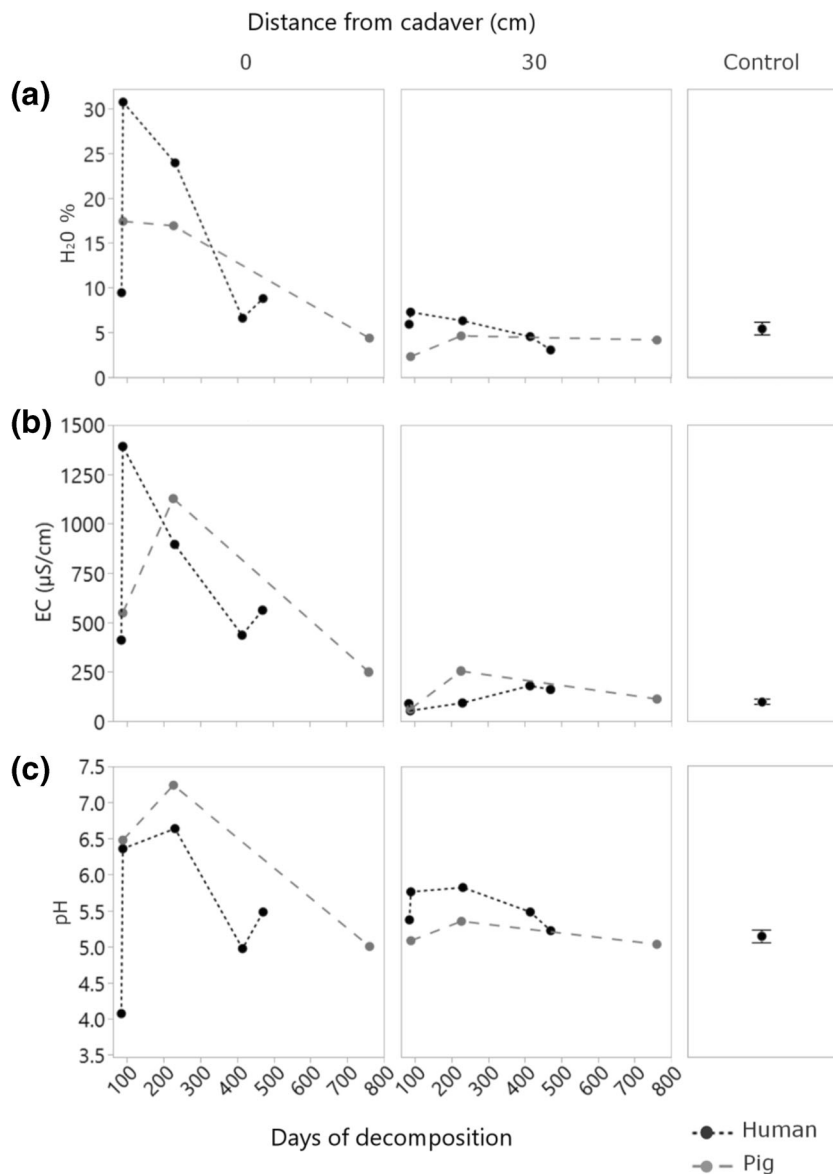 Distance from cadaver (cm)
0 30 Control
(a)
30
25
20
15
10
5
0
H₂0 %
(b)
1500
1250
1000
750
500
250
0
EC (µS/cm)
(c)
7.5
7.0
6.5
6.0
5.5
5.0
4.5
4.0
3.5
pH
100 200 300 400 500 600 700 800 100 200 300 400 500 600 700 800
Days of decomposition
Human
Pig